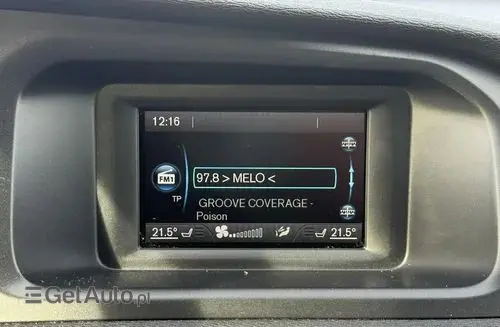 12:16
97.8 > MELO <
FM1
TP
GROOVE COVERAGE -
Poison
21.5°
21.5°
GetAuto.pl